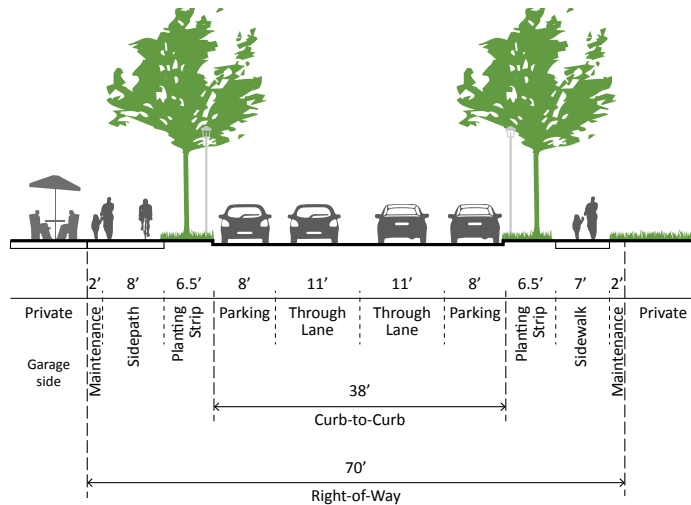 2’ 8’ 6.5’ 8’ 11’ 11’ 8’ 6.5’ 7’ 2’
Private
Maintenance
Sidepath
Planting
Strip
Parking
Through
Lane
Through
Lane
Parking
Planting
Strip
Sidewalk
Maintenance
Private
Garage
side
38’
Curb-to-Curb
70’
Right-of-Way